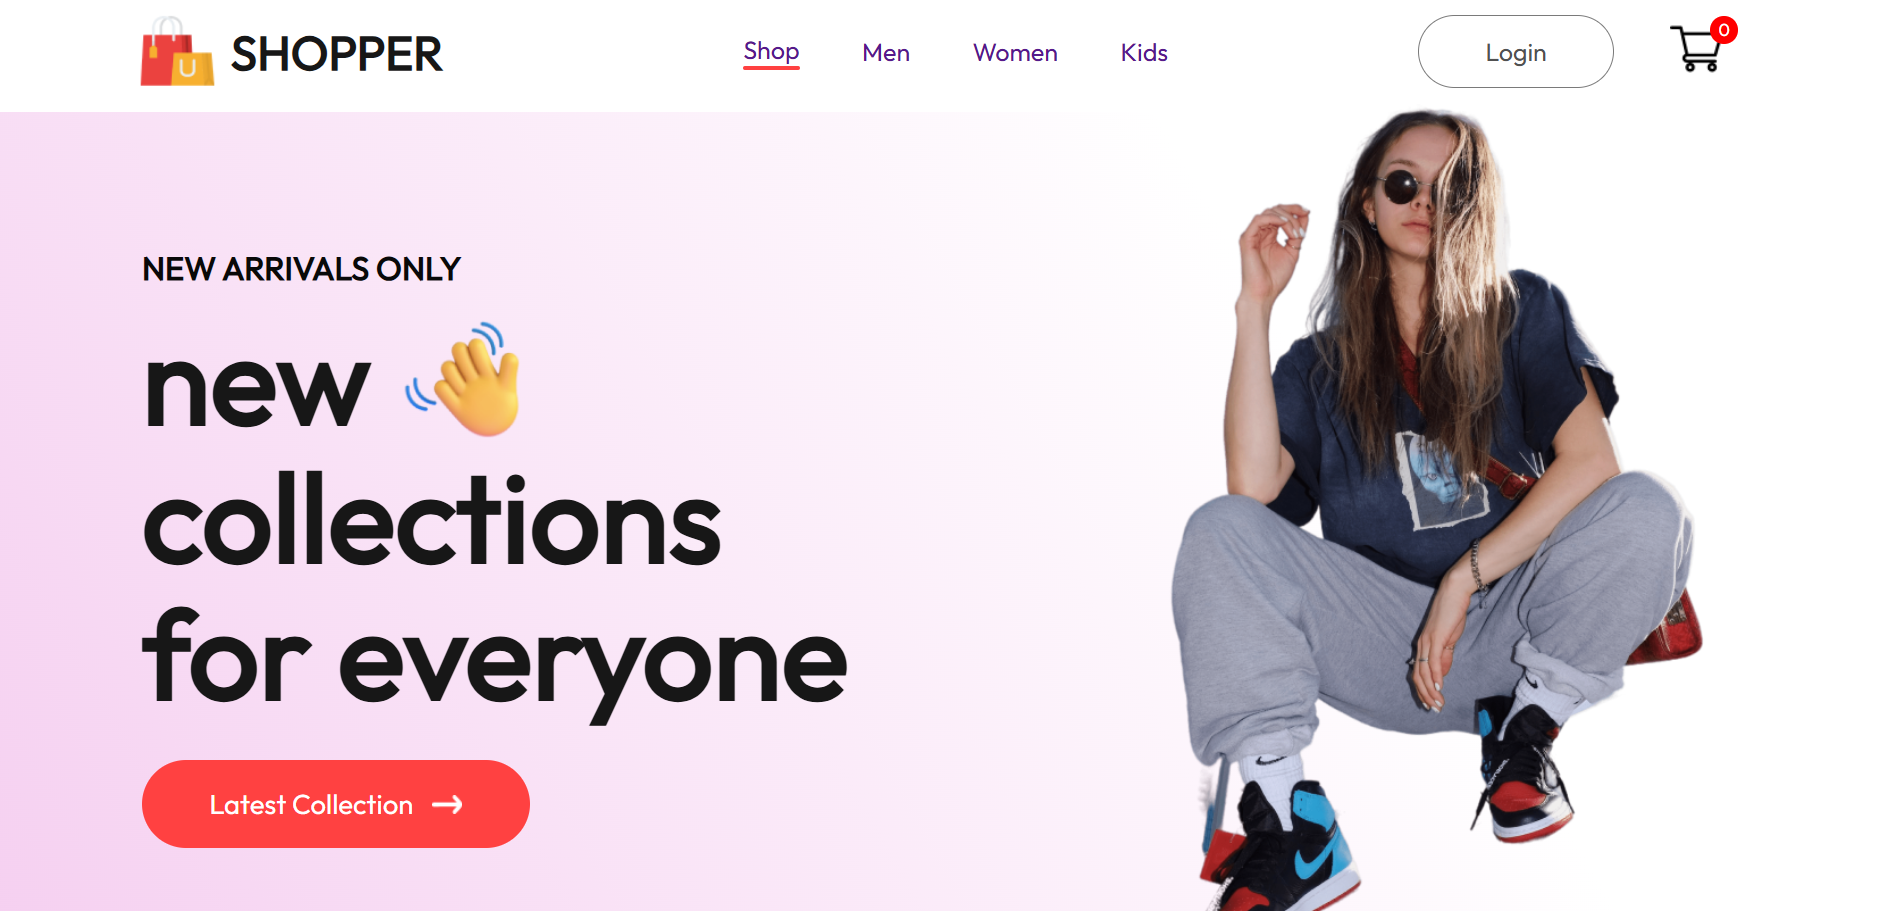 SHOPPER
Shop
Men
Women
Kids
Login
0
NEW ARRIVALS ONLY
new
collections
for everyone
Latest Collection